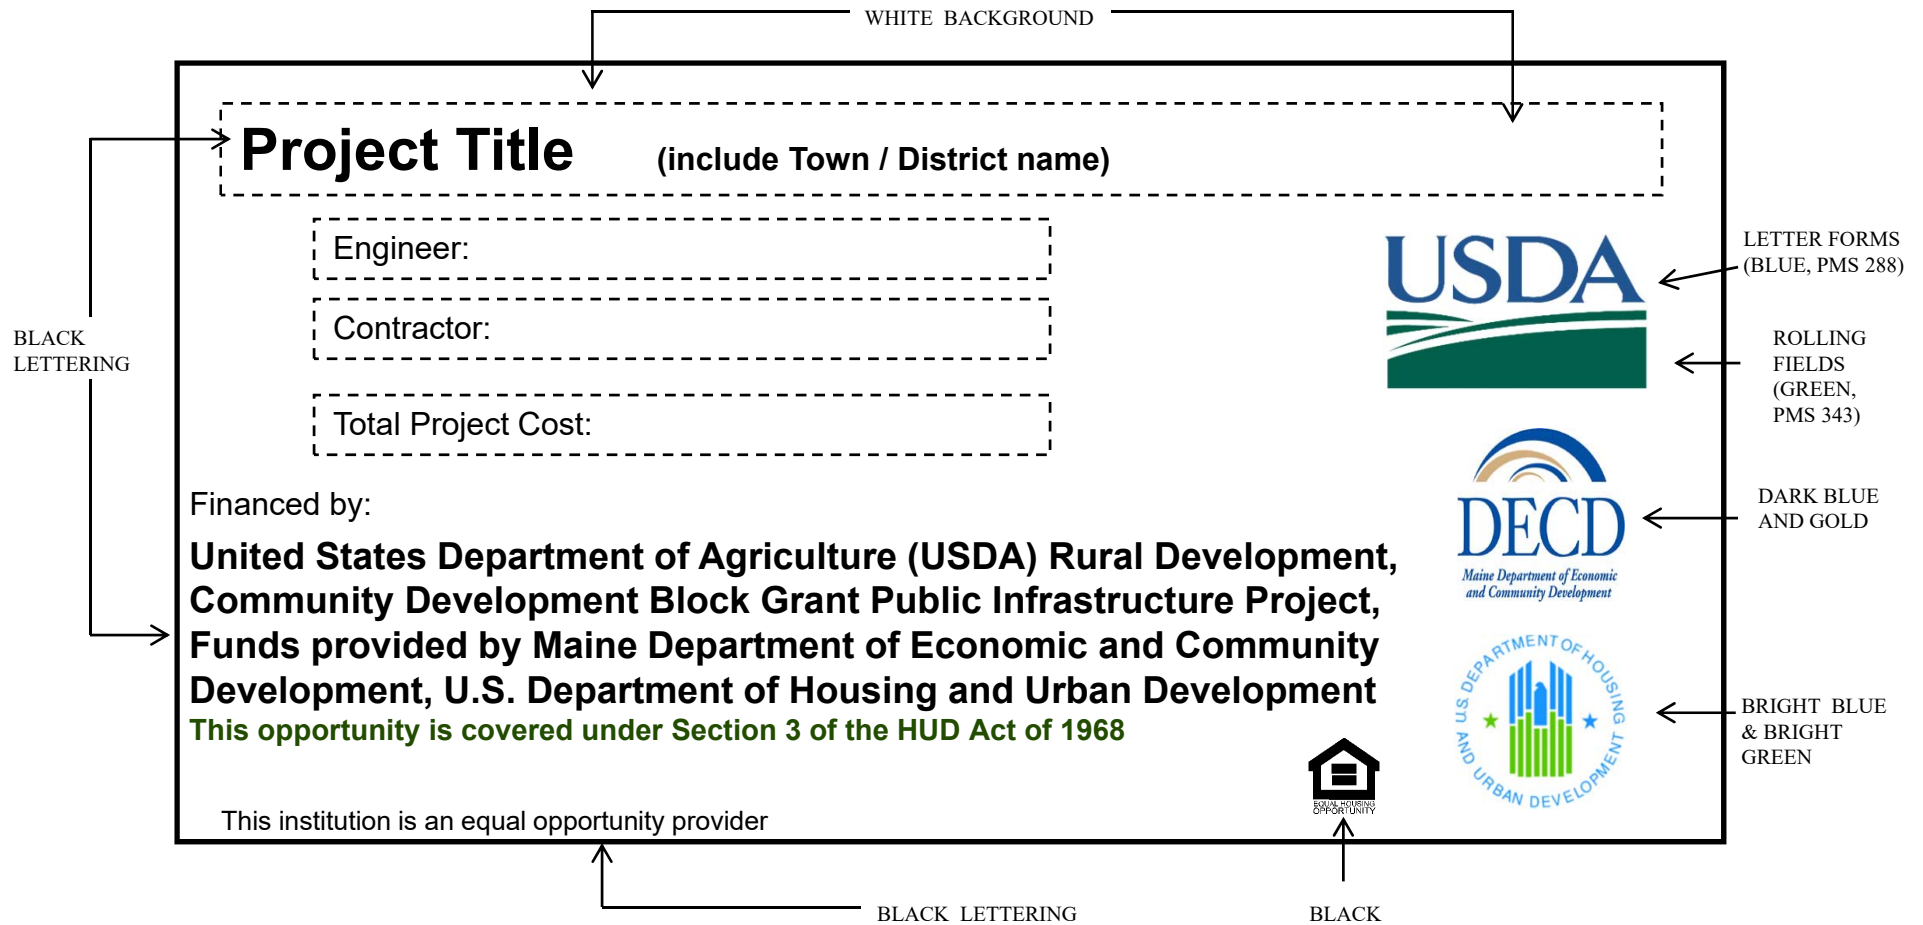 WHITE BACKGROUND
Project Title (include Town / District name)
Engineer:
Contractor:
Total Project Cost:
BLACK
LETTERING
USDA
LETTER FORMS
(BLUE, PMS 288)
ROLLING
FIELDS
(GREEN,
PMS 343)
DECD
Maine Department of Economic
and Community Development
DARK BLUE
AND GOLD
Financed by:
United States Department of Agriculture (USDA) Rural Development,
Community Development Block Grant Public Infrastructure Project,
Funds provided by Maine Department of Economic and Community
Development, U.S. Department of Housing and Urban Development
This opportunity is covered under Section 3 of the HUD Act of 1968
U.S. DEPARTMENT OF HOUSING
AND URBAN DEVELOPMENT
BRIGHT BLUE
& BRIGHT
GREEN
EQUAL HOUSING
OPPORTUNITY
This institution is an equal opportunity provider
BLACK LETTERING
BLACK